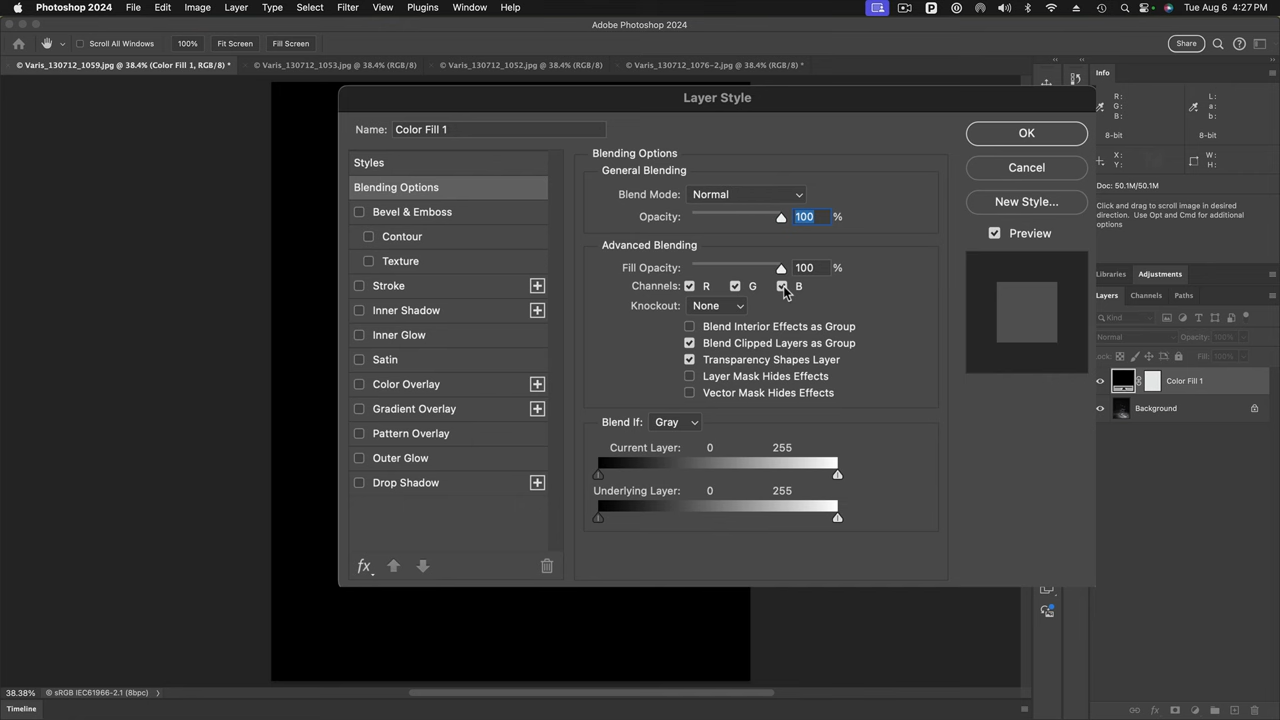 Photoshop 2024 File Edit Image Layer Type Select Filter View Plugins Window Help Tue Aug 6 4:27 PM
Adobe Photoshop 2024
Scroll All Windows 100% Fit Screen Fill Screen Share
© Varis_130712_1059.jpg @ 38.4% (Color Fill 1, RGB/8) * © Varis_130712_1053.jpg @ 38.4% (RGB/8) © Varis_130712_1052.jpg @ 38.4% (RGB/8) © Varis_130712_1076-2.jpg @ 38.4% (RGB/8) *
Info
R: L:
G: a:
B: b:
8-bit 8-bit
X: W:
Y: H:
Doc: 50.1M/50.1M
Click and drag to scroll image in desired
direction. Use Opt and Cmd for additional
options
Libraries Adjustments
Layers Channels Paths
Kind
Normal Opacity: 100%
Lock: Fill: 100%
Color Fill 1
Background
Layer Style
Name: Color Fill 1
Styles
Blending Options
Bevel & Emboss
Contour
Texture
Stroke
Inner Shadow
Inner Glow
Satin
Color Overlay
Gradient Overlay
Pattern Overlay
Outer Glow
Drop Shadow
fx
Blending Options
General Blending
Blend Mode: Normal
Opacity: 100 %
Advanced Blending
Fill Opacity: 100 %
Channels: R G B
Knockout: None
Blend Interior Effects as Group
Blend Clipped Layers as Group
Transparency Shapes Layer
Layer Mask Hides Effects
Vector Mask Hides Effects
Blend If: Gray
Current Layer: 0 255
Underlying Layer: 0 255
OK
Cancel
New Style...
Preview
38.38% © sRGB IEC61966-2.1 (8bpc)
Timeline
fx